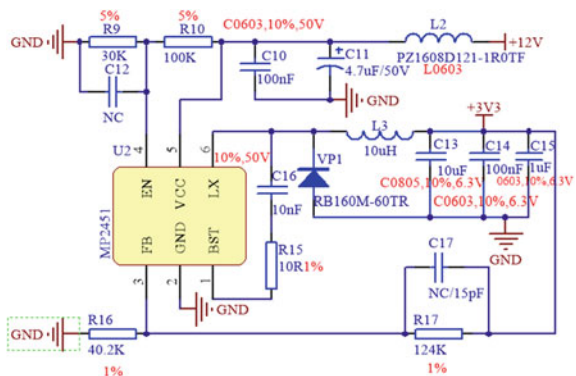 5%
5%
C0603,10%,50V
L2
GND
R9
R10
+12V
30K
100K
C10
C11
PZ1608D121-1R0TF
C12
100nF
4.7uF/50V
L0603
NC
GND
+3V3
U2
4
5
6
10%,50V
L3
10uH
C13
C14
C15
EN
VCC
LX
C16
VP1
10uF
100nF
1uF
C0805,10%,6.3V
0603,10%,6.3V
10nF
RB160M-60TR
C0603,10%,6.3V
MP2451
FB
GND
BST
R15
10R1%
GND
C17
3
2
1
NC/15pF
GND
GND
R16
R17
40.2K
124K
1%
1%